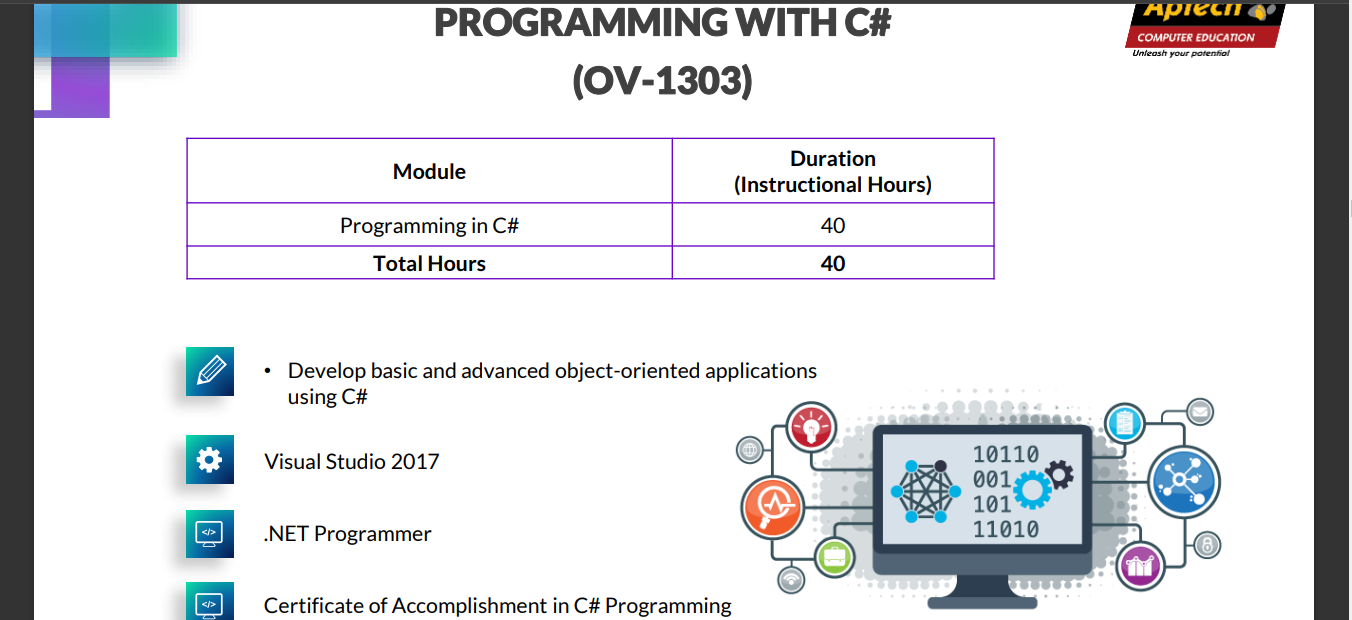 PROGRAMMING WITH C#
(OV-1303)
Aptech
COMPUTER EDUCATION
Unleash your potential
Module
Duration
(Instructional Hours)
Programming in C#
40
Total Hours
40
• Develop basic and advanced object-oriented applications
using C#
Visual Studio 2017
.NET Programmer
Certificate of Accomplishment in C# Programming
10110
001
101
11010